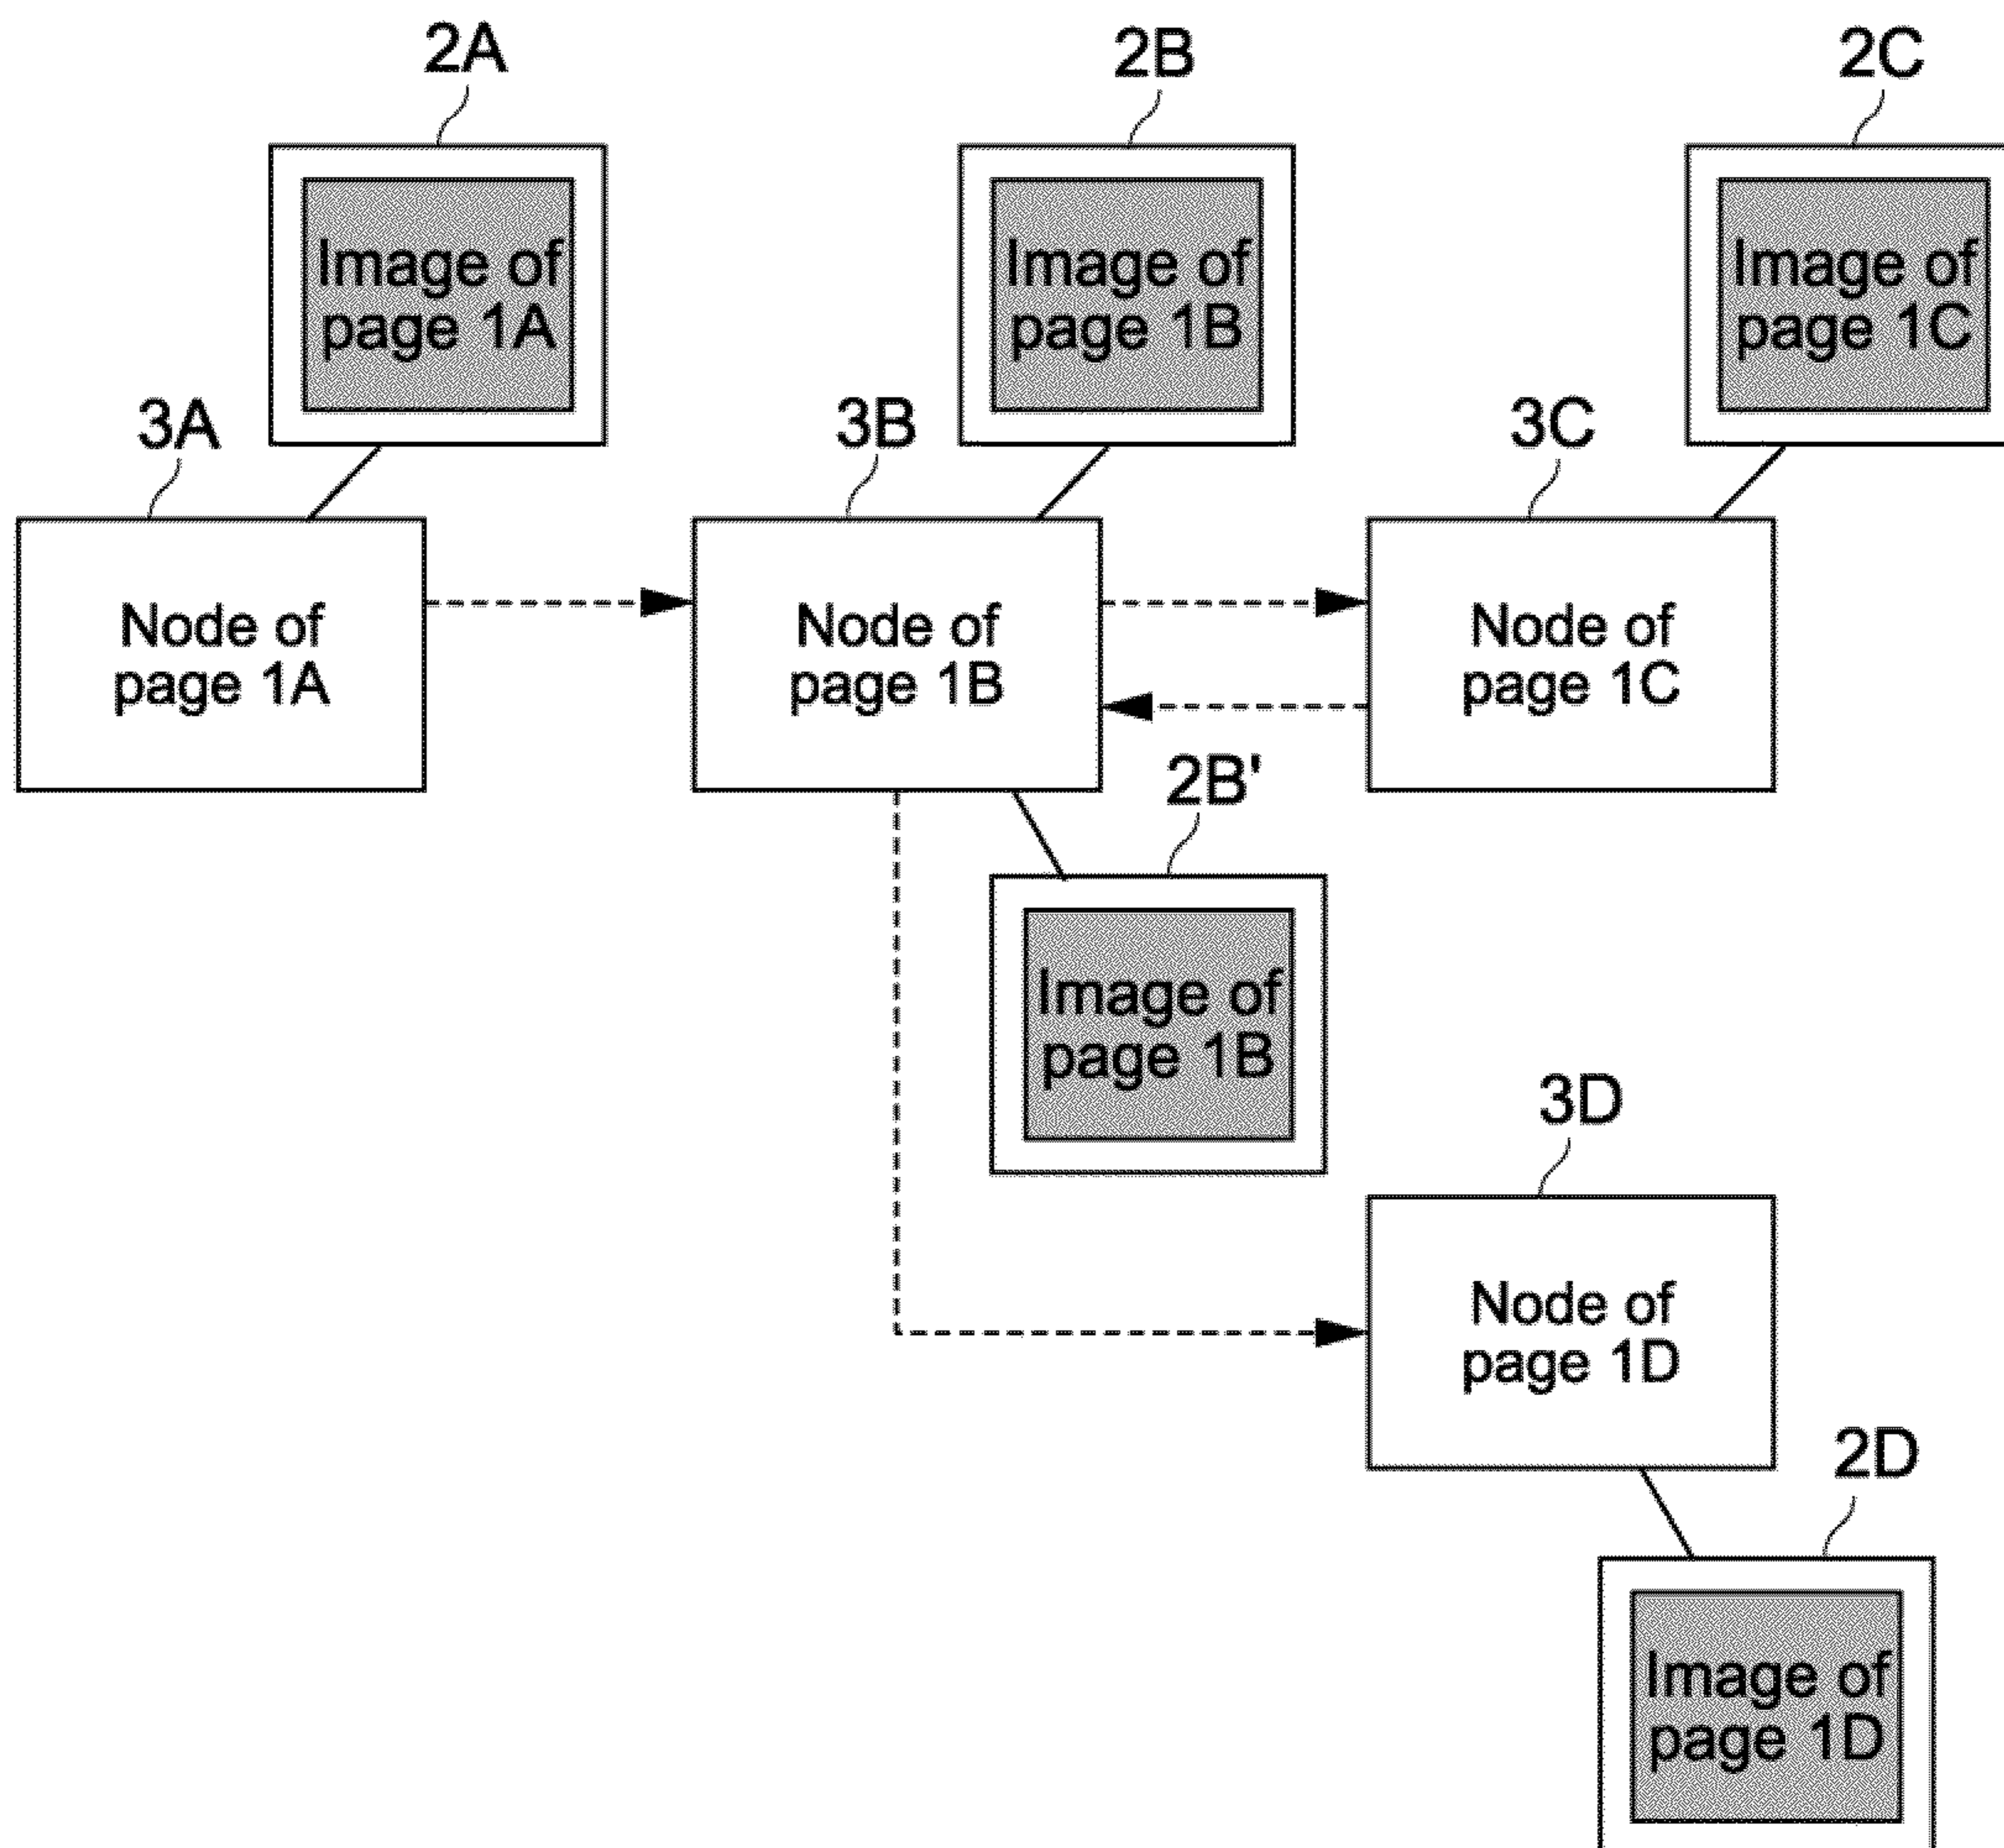 2A
2B
2C
Image of
page 1A
Image of
page 1B
Image of
page 1C
3A
3B
3C
Node of
page 1A
Node of
page 1B
Node of
page 1C
2B'
Image of
page 1B
3D
Node of
page 1D
2D
Image of
page 1D